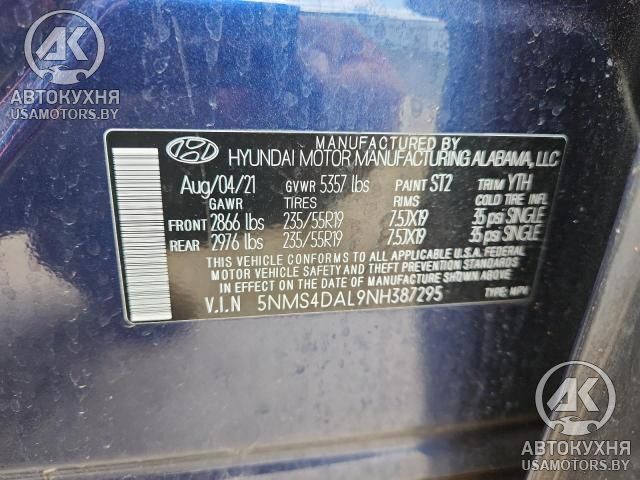 АК
АВТОКУХНЯ
USAMOTORS.BY
MANUFACTURED BY
HYUNDAI MOTOR MANUFACTURING ALABAMA, LLC
Aug/04/21 GVWR 5357 lbs PAINT ST2 TRIM YTH
GAWR TIRES RIMS COLD TIRE INFL
FRONT 2866 lbs 235/55R19 7.5JX19 35 psi SINGLE
REAR 2976 lbs 235/55R19 7.5JX19 35 psi SINGLE
THIS VEHICLE CONFORMS TO ALL APPLICABLE U.S.A. FEDERAL
MOTOR VEHICLE SAFETY AND THEFT PREVENTION STANDARDS
IN EFFECT ON THE DATE OF MANUFACTURE SHOWN ABOVE.
V.I.N 5NMS4DAL9NH387295 TYPE: MPV
АК
АВТОКУХНЯ
USAMOTORS.BY